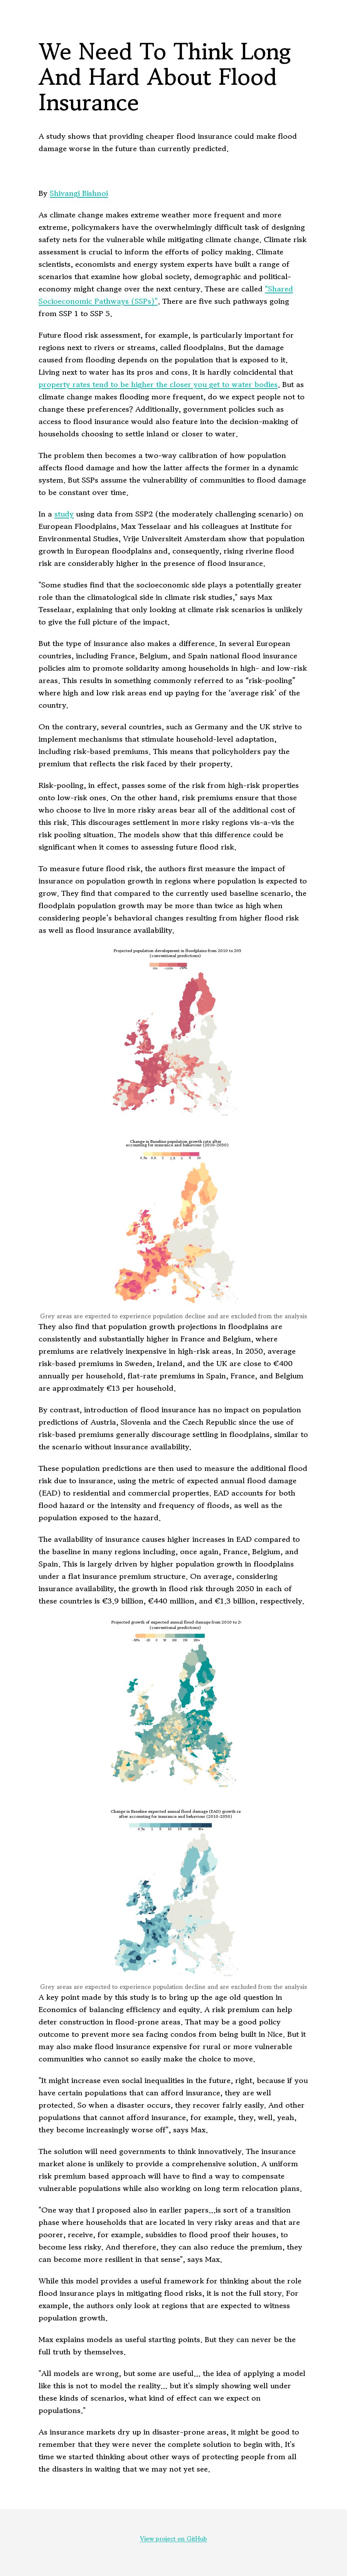 We Need To Think Long
And Hard About Flood
Insurance
A study shows that providing cheaper flood insurance could make flood
damage worse in the future than currently predicted.
By Shivangi Bishnoi
As climate change makes extreme weather more frequent and more
extreme, policymakers have the overwhelmingly difficult task of designing
safety nets for the vulnerable while mitigating climate change. Climate risk
assessment is crucial to inform the efforts of policy making. Climate
scientists, economists and energy system experts have built a range of
scenarios that examine how global society, demographic and political-
economy might change over the next century. These are called "Shared
Socioeconomic Pathways (SSPs)". There are five such pathways going
from SSP 1 to SSP 5.
Future flood risk assessment, for example, is particularly important for
regions next to rivers or streams, called floodplains. But the damage
caused from flooding depends on the population that is exposed to it.
Living next to water has its pros and cons. It is hardly coincidental that
property rates tend to be higher the closer you get to water bodies. But as
climate change makes flooding more frequent, do we expect people not to
change these preferences? Additionally, government policies such as
access to flood insurance would also feature into the decision-making of
households choosing to settle inland or closer to water.
The problem then becomes a two-way calibration of how population
affects flood damage and how the latter affects the former in a dynamic
system. But SSPs assume the vulnerability of communities to flood damage
to be constant over time.
In a study using data from SSP2 (the moderately challenging scenario) on
European Floodplains, Max Tesselaar and his colleagues at Institute for
Environmental Studies, Vrije Universiteit Amsterdam show that population
growth in European floodplains and, consequently, rising riverine flood
risk are considerably higher in the presence of flood insurance.
"Some studies find that the socioeconomic side plays a potentially greater
role than the climatological side in climate risk studies," says Max
Tesselaar, explaining that only looking at climate risk scenarios is unlikely
to give the full picture of the impact.
But the type of insurance also makes a difference. In several European
countries, including France, Belgium, and Spain national flood insurance
policies aim to promote solidarity among households in high- and low-risk
areas. This results in something commonly referred to as "risk-pooling"
where high and low risk areas end up paying for the 'average risk' of the
country.
On the contrary, several countries, such as Germany and the UK strive to
implement mechanisms that stimulate household-level adaptation,
including risk-based premiums. This means that policyholders pay the
premium that reflects the risk faced by their property.
Risk-pooling, in effect, passes some of the risk from high-risk properties
onto low-risk ones. On the other hand, risk premiums ensure that those
who choose to live in more risky areas bear all of the additional cost of
this risk. This discourages settlement in more risky regions vis-a-vis the
risk pooling situation. The models show that this difference could be
significant when it comes to assessing future flood risk.
To measure future flood risk, the authors first measure the impact of
insurance on population growth in regions where population is expected to
grow. They find that compared to the currently used baseline scenario, the
floodplain population growth may be more than twice as high when
considering people's behavioral changes resulting from higher flood risk
as well as flood insurance availability.
Projected population development in floodplains from 2010 to 205
(conventional predictions)
Change in Baseline population growth rate after
accounting for insurance and behaviour (2010-2050)
Grey areas are expected to experience population decline and are excluded from the analysis
They also find that population growth projections in floodplains are
consistently and substantially higher in France and Belgium, where
premiums are relatively inexpensive in high-risk areas. In 2050, average
risk-based premiums in Sweden, Ireland, and the UK are close to €400
annually per household, flat-rate premiums in Spain, France, and Belgium
are approximately €13 per household.
By contrast, introduction of flood insurance has no impact on population
predictions of Austria, Slovenia and the Czech Republic since the use of
risk-based premiums generally discourage settling in floodplains, similar to
the scenario without insurance availability.
These population predictions are then used to measure the additional flood
risk due to insurance, using the metric of expected annual flood damage
(EAD) to residential and commercial properties. EAD accounts for both
flood hazard or the intensity and frequency of floods, as well as the
population exposed to the hazard.
The availability of insurance causes higher increases in EAD compared to
the baseline in many regions including, once again, France, Belgium, and
Spain. This is largely driven by higher population growth in floodplains
under a flat insurance premium structure. On average, considering
insurance availability, the growth in flood risk through 2050 in each of
these countries is €3.9 billion, €440 million, and €1.3 billion, respectively.
Projected growth of expected annual flood damage from 2010 to 2
(conventional predictions)
Change in Baseline expected annual flood damage (EAD) growth ra
after accounting for insurance and behaviour (2010-2050)
Grey areas are expected to experience population decline and are excluded from the analysis
A key point made by this study is to bring up the age old question in
Economics of balancing efficiency and equity. A risk premium can help
deter construction in flood-prone areas. That may be a good policy
outcome to prevent more sea facing condos from being built in Nice. But it
may also make flood insurance expensive for rural or more vulnerable
communities who cannot so easily make the choice to move.
"It might increase even social inequalities in the future, right, because if you
have certain populations that can afford insurance, they are well
protected. So when a disaster occurs, they recover fairly easily. And other
populations that cannot afford insurance, for example, they, well, yeah,
they become increasingly worse off", says Max.
The solution will need governments to think innovatively. The insurance
market alone is unlikely to provide a comprehensive solution. A uniform
risk premium based approach will have to find a way to compensate
vulnerable populations while also working on long term relocation plans.
"One way that I proposed also in earlier papers...is sort of a transition
phase where households that are located in very risky areas and that are
poorer, receive, for example, subsidies to flood proof their houses, to
become less risky. And therefore, they can also reduce the premium, they
can become more resilient in that sense", says Max.
While this model provides a useful framework for thinking about the role
flood insurance plays in mitigating flood risks, it is not the full story. For
example, the authors only look at regions that are expected to witness
population growth.
Max explains models as useful starting points. But they can never be the
full truth by themselves.
"All models are wrong, but some are useful... the idea of applying a model
like this is not to model the reality... but it's simply showing well under
these kinds of scenarios, what kind of effect can we expect on
populations."
As insurance markets dry up in disaster-prone areas, it might be good to
remember that they were never the complete solution to begin with. It's
time we started thinking about other ways of protecting people from all
the disasters in waiting that we may not yet see.
View project on GitHub